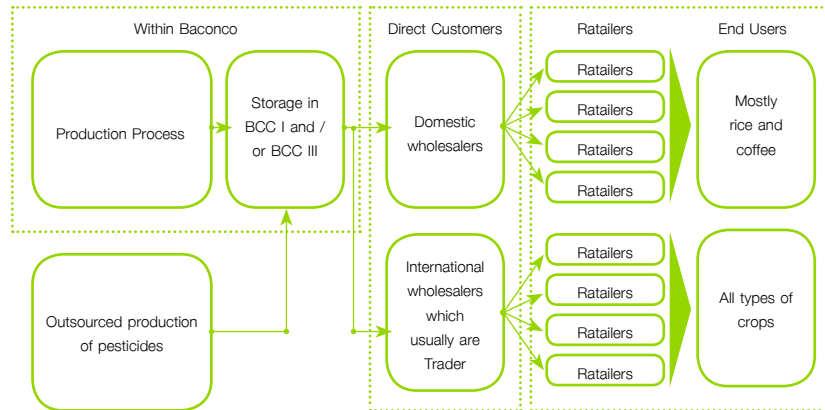 Within Baconco
Direct Customers
Ratailers
End Users
Production Process
Storage in
BCC I and /
or BCC III
Domestic
wholesalers
Ratailers
Ratailers
Ratailers
Ratailers
Mostly
rice and
coffee
Outsourced production
of pesticides
International
wholesalers
which
usually are
Trader
Ratailers
Ratailers
Ratailers
Ratailers
All types of
crops